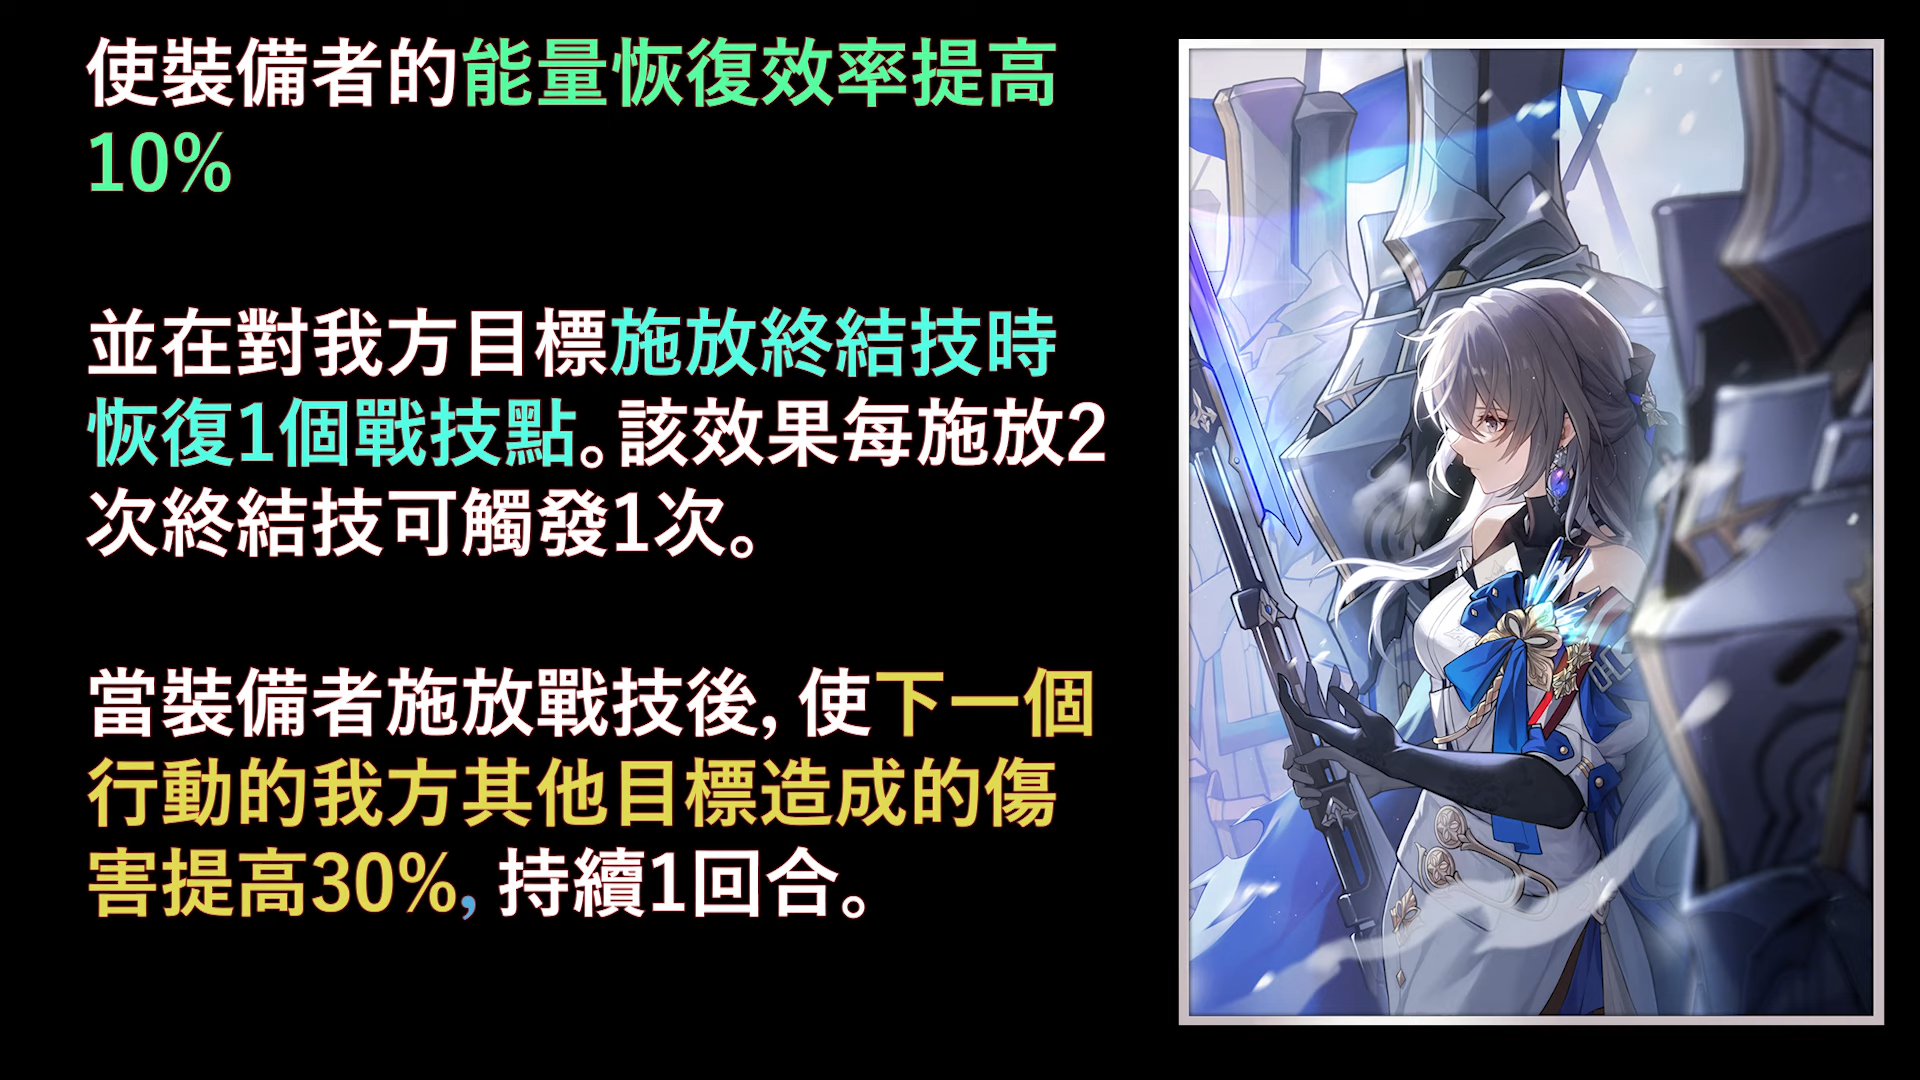 使裝備者的能量恢復效率提高
10%
並在對我方目標施放終結技時
恢復1個戰技點。該效果每施放2
次終結技可觸發1次。
當裝備者施放戰技後,使下一個
行動的我方其他目標造成的傷
害提高30%,持續1回合。